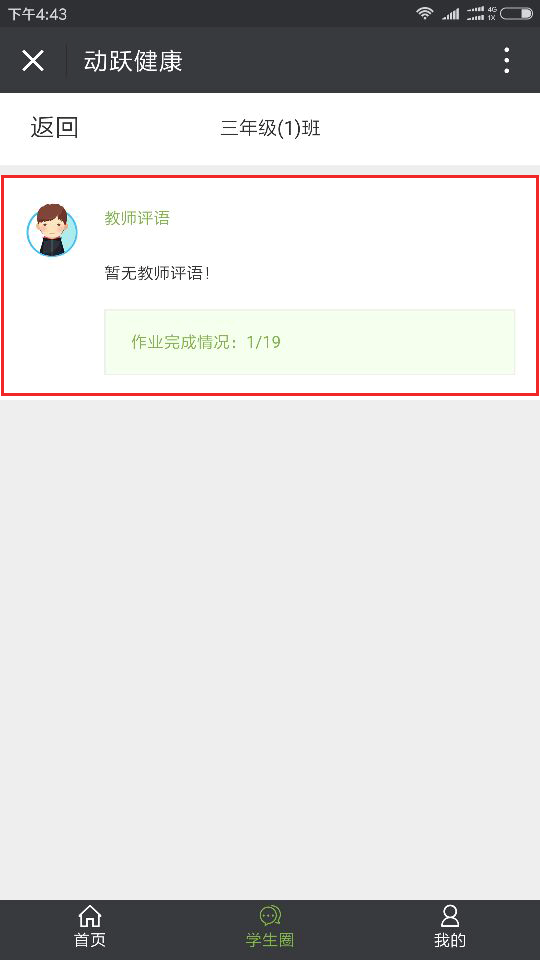 下午4:43
4G
1X
动跃健康
返回
三年级(1)班
教师评语
暂无教师评语！
作业完成情况：1/19
首页
学生圈
我的